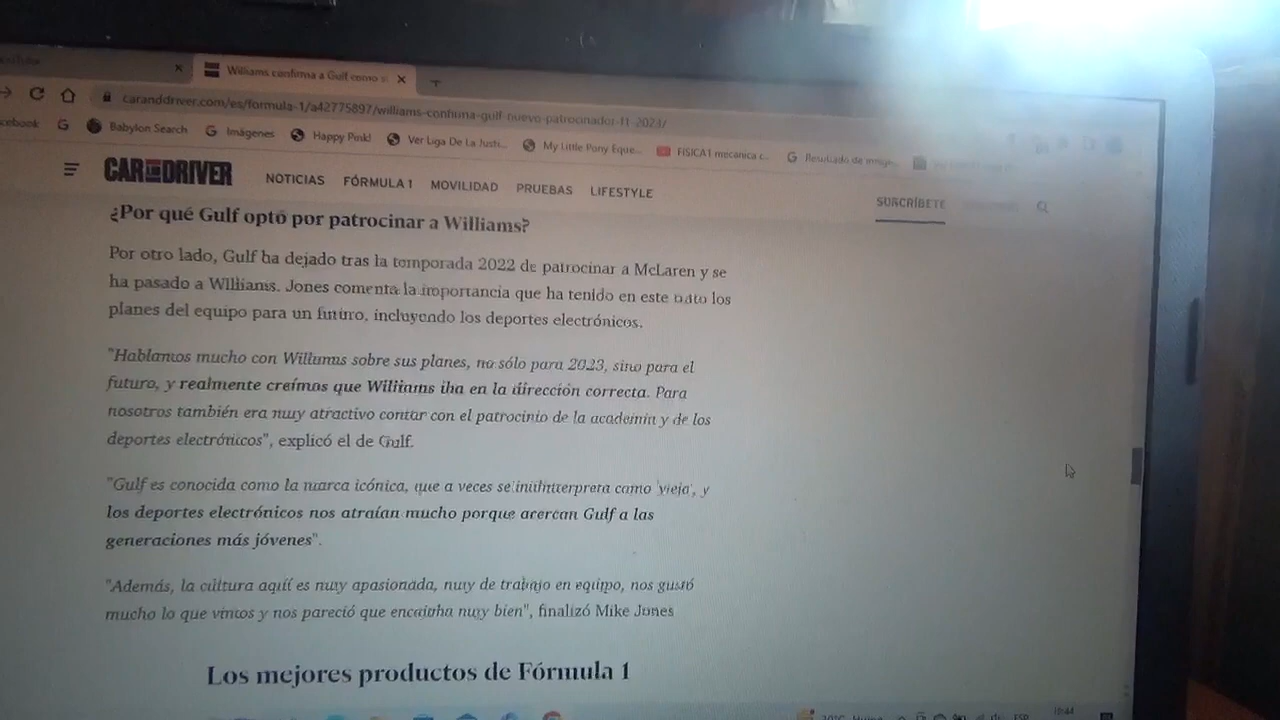 Williams confirma a Gulf como s
caranddriver.com/es/formula-1/a42775897/williams-confirma-gulf-nuevo-patrocinador-f1-2023/
cebook Babylon Search Imágenes Happy Pink! Ver Liga De La Justi... My Little Pony Eque... FISICA1 mecanica c... Resultado de image...
CAR AND DRIVER NOTICIAS FÓRMULA 1 MOVILIDAD PRUEBAS LIFESTYLE SUSCRÍBETE
¿Por qué Gulf optó por patrocinar a Williams?
Por otro lado, Gulf ha dejado tras la temporada 2022 de patrocinar a McLaren y se
ha pasado a Williams. Jones comenta la importancia que ha tenido en este pato los
planes del equipo para un futuro, incluyendo los deportes electrónicos.
"Hablamos mucho con Williams sobre sus planes, no sólo para 2023, sino para el
futuro, y realmente creímos que Williams iba en la dirección correcta. Para
nosotros también era muy atractivo contar con el patrocinio de la academia y de los
deportes electrónicos", explicó el de Gulf.
"Gulf es conocida como la marca icónica, que a veces se malinterpreta como 'vieja', y
los deportes electrónicos nos atraían mucho porque acercan Gulf a las
generaciones más jóvenes".
"Además, la cultura aquí es muy apasionada, muy de trabajo en equipo, nos gustó
mucho lo que vimos y nos pareció que encajaba muy bien", finalizó Mike Jones
Los mejores productos de Fórmula 1
ESP 18:44